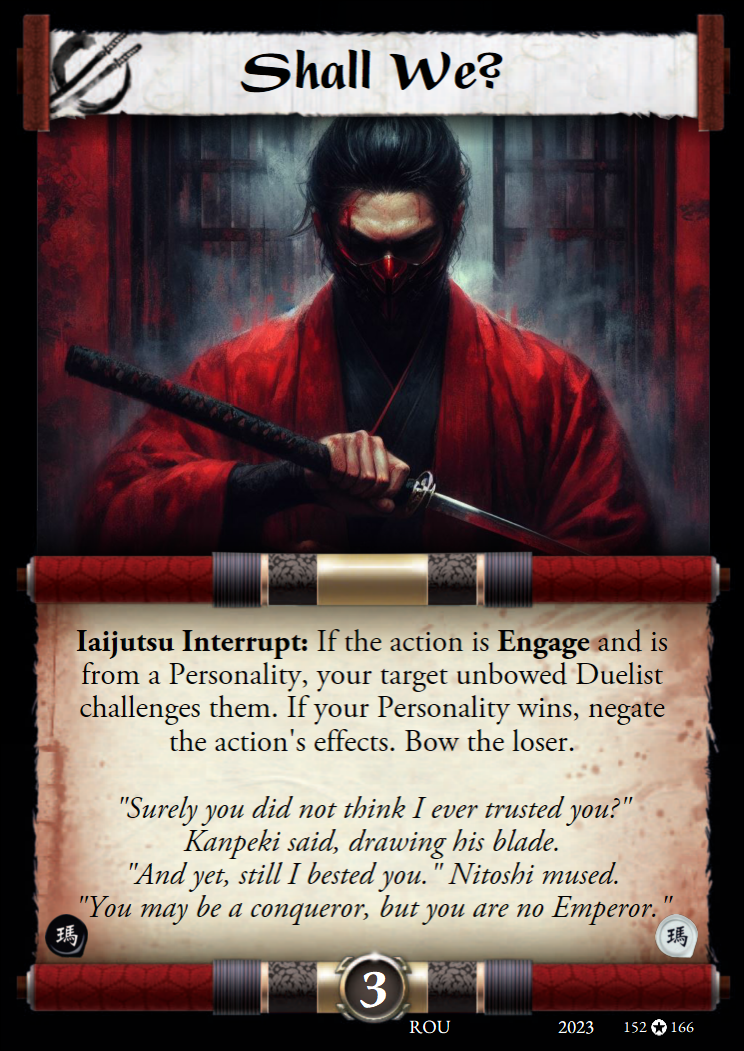 Shall We?
Iaijutsu Interrupt: If the action is Engage and is
from a Personality, your target unbowed Duelist
challenges them. If your Personality wins, negate
the action's effects. Bow the loser.
"Surely you did not think I ever trusted you?"
Kanpeki said, drawing his blade.
"And yet, still I bested you." Nitoshi mused.
"You may be a conqueror, but you are no Emperor."
瑪 瑪
3
ROU 2023 152 ✪ 166